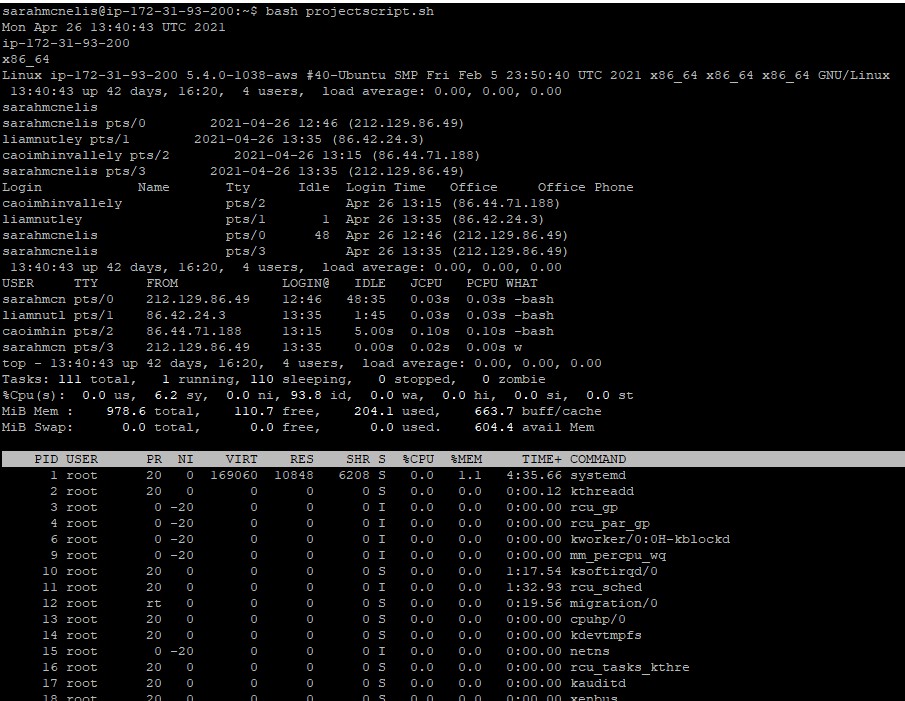 sarahmcnelis@ip-172-31-93-200:~$ bash projectscript.sh
Mon Apr 26 13:40:43 UTC 2021
ip-172-31-93-200
x86_64
Linux ip-172-31-93-200 5.4.0-1038-aws #40-Ubuntu SMP Fri Feb 5 23:50:40 UTC 2021 x86_64 x86_64 x86_64 GNU/Linux
 13:40:43 up 42 days, 16:20,  4 users,  load average: 0.00, 0.00, 0.00
sarahmcnelis
sarahmcnelis pts/0        2021-04-26 12:46 (212.129.86.49)
liamnutley pts/1        2021-04-26 13:35 (86.42.24.3)
caoimhinvallely pts/2        2021-04-26 13:15 (86.44.71.188)
sarahmcnelis pts/3        2021-04-26 13:35 (212.129.86.49)
Login            Name       Tty      Idle  Login Time   Office     Office Phone
caoimhinvallely             pts/2          Apr 26 13:15 (86.44.71.188)
liamnutley                  pts/1       1  Apr 26 13:35 (86.42.24.3)
sarahmcnelis                pts/0      48  Apr 26 12:46 (212.129.86.49)
sarahmcnelis                pts/3          Apr 26 13:35 (212.129.86.49)
 13:40:43 up 42 days, 16:20,  4 users,  load average: 0.00, 0.00, 0.00
USER     TTY      FROM             LOGIN@   IDLE   JCPU   PCPU WHAT
sarahmcn pts/0    212.129.86.49    12:46   48:35   0.03s  0.03s -bash
liamnutl pts/1    86.42.24.3       13:35    1:45   0.03s  0.03s -bash
caoimhin pts/2    86.44.71.188     13:15    5.00s  0.10s  0.10s -bash
sarahmcn pts/3    212.129.86.49    13:35    0.00s  0.02s  0.00s w
top - 13:40:43 up 42 days, 16:20,  4 users,  load average: 0.00, 0.00, 0.00
Tasks: 111 total,   1 running, 110 sleeping,   0 stopped,   0 zombie
%Cpu(s):  0.0 us,  6.2 sy,  0.0 ni, 93.8 id,  0.0 wa,  0.0 hi,  0.0 si,  0.0 st
MiB Mem :    978.6 total,    110.7 free,    204.1 used,    663.7 buff/cache
MiB Swap:      0.0 total,      0.0 free,      0.0 used.    604.4 avail Mem
    PID USER      PR  NI    VIRT    RES    SHR S  %CPU  %MEM     TIME+ COMMAND
      1 root      20   0  169060  10848   6208 S   0.0   1.1   4:35.66 systemd
      2 root      20   0       0      0      0 S   0.0   0.0   0:00.12 kthreadd
      3 root       0 -20       0      0      0 I   0.0   0.0   0:00.00 rcu_gp
      4 root       0 -20       0      0      0 I   0.0   0.0   0:00.00 rcu_par_gp
      6 root       0 -20       0      0      0 I   0.0   0.0   0:00.00 kworker/0:0H-kblockd
      9 root       0 -20       0      0      0 I   0.0   0.0   0:00.00 mm_percpu_wq
     10 root      20   0       0      0      0 S   0.0   0.0   1:17.54 ksoftirqd/0
     11 root      20   0       0      0      0 I   0.0   0.0   1:32.93 rcu_sched
     12 root      rt   0       0      0      0 S   0.0   0.0   0:19.56 migration/0
     13 root      20   0       0      0      0 S   0.0   0.0   0:00.00 cpuhp/0
     14 root      20   0       0      0      0 S   0.0   0.0   0:00.00 kdevtmpfs
     15 root       0 -20       0      0      0 I   0.0   0.0   0:00.00 netns
     16 root      20   0       0      0      0 S   0.0   0.0   0:00.00 rcu_tasks_kthre
     17 root      20   0       0      0      0 S   0.0   0.0   0:00.00 kauditd
     18 root      20   0       0      0      0 S   0.0   0.0   0:00.00 xenbus